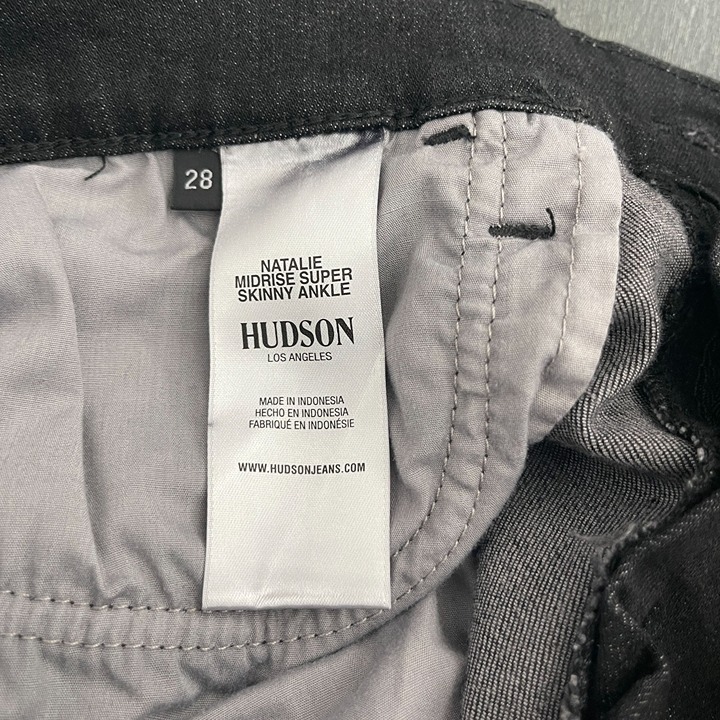 28
NATALIE
MIDRISE SUPER
SKINNY ANKLE
HUDSON
LOS ANGELES
MADE IN INDONESIA
HECHO EN INDONESIA
FABRIQUÉ EN INDONÉSIE
WWW.HUDSONJEANS.COM